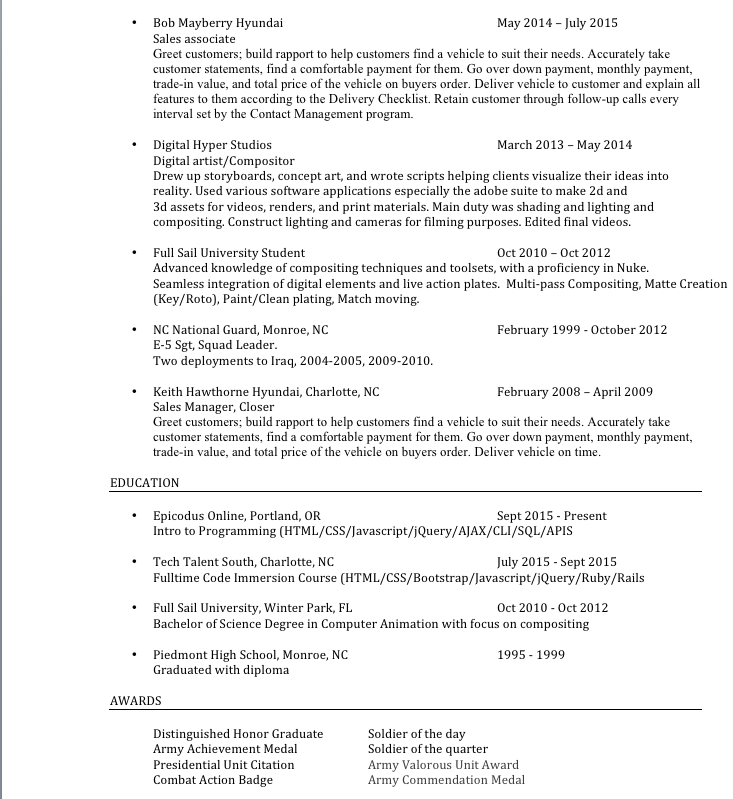 • Bob Mayberry Hyundai May 2014 – July 2015
Sales associate
Greet customers; build rapport to help customers find a vehicle to suit their needs. Accurately take
customer statements, find a comfortable payment for them. Go over down payment, monthly payment,
trade-in value, and total price of the vehicle on buyers order. Deliver vehicle to customer and explain all
features to them according to the Delivery Checklist. Retain customer through follow-up calls every
interval set by the Contact Management program.
• Digital Hyper Studios March 2013 – May 2014
Digital artist/Compositor
Drew up storyboards, concept art, and wrote scripts helping clients visualize their ideas into
reality. Used various software applications especially the adobe suite to make 2d and
3d assets for videos, renders, and print materials. Main duty was shading and lighting and
compositing. Construct lighting and cameras for filming purposes. Edited final videos.
• Full Sail University Student Oct 2010 – Oct 2012
Advanced knowledge of compositing techniques and toolsets, with a proficiency in Nuke.
Seamless integration of digital elements and live action plates. Multi-pass Compositing, Matte Creation
(Key/Roto), Paint/Clean plating, Match moving.
• NC National Guard, Monroe, NC February 1999 - October 2012
E-5 Sgt, Squad Leader.
Two deployments to Iraq, 2004-2005, 2009-2010.
• Keith Hawthorne Hyundai, Charlotte, NC February 2008 – April 2009
Sales Manager, Closer
Greet customers; build rapport to help customers find a vehicle to suit their needs. Accurately take
customer statements, find a comfortable payment for them. Go over down payment, monthly payment,
trade-in value, and total price of the vehicle on buyers order. Deliver vehicle on time.
EDUCATION
• Epicodus Online, Portland, OR Sept 2015 - Present
Intro to Programming (HTML/CSS/Javascript/jQuery/AJAX/CLI/SQL/APIS
• Tech Talent South, Charlotte, NC July 2015 - Sept 2015
Fulltime Code Immersion Course (HTML/CSS/Bootstrap/Javascript/jQuery/Ruby/Rails
• Full Sail University, Winter Park, FL Oct 2010 - Oct 2012
Bachelor of Science Degree in Computer Animation with focus on compositing
• Piedmont High School, Monroe, NC 1995 - 1999
Graduated with diploma
AWARDS
Distinguished Honor Graduate Soldier of the day
Army Achievement Medal Soldier of the quarter
Presidential Unit Citation Army Valorous Unit Award
Combat Action Badge Army Commendation Medal